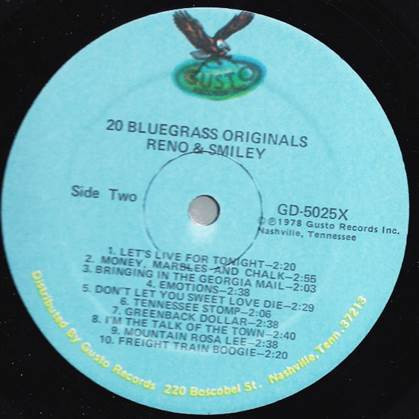 GUSTO
20 BLUEGRASS ORIGINALS
RENO & SMILEY
Side Two
GD-5025X
©℗1978 Gusto Records Inc.
Nashville, Tennessee
1. LET'S LIVE FOR TONIGHT—2:20
2. MONEY, MARBLES AND CHALK—2:55
3. BRINGING IN THE GEORGIA MAIL—2:03
4. EMOTIONS—2:38
5. DON'T LET YOU SWEET LOVE DIE—2:29
6. TENNESSEE STOMP—2:06
7. GREENBACK DOLLAR—2:38
8. I'M THE TALK OF THE TOWN—2:40
9. MOUNTAIN ROSA LEE—2:38
10. FREIGHT TRAIN BOOGIE—2:20
Distributed By Gusto Records 220 Boscobel St. Nashville, Tenn. 37213